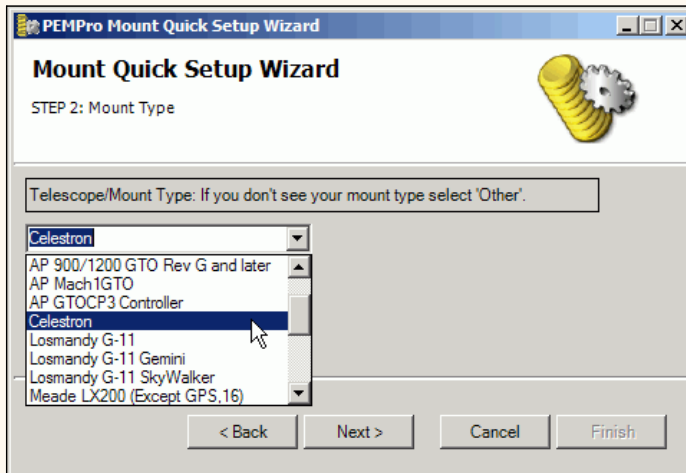 PEMPro Mount Quick Setup Wizard
Mount Quick Setup Wizard
STEP 2: Mount Type
Telescope/Mount Type: If you don't see your mount type select 'Other'.
Celestron
AP 900/1200 GTO Rev G and later
AP Mach1GTO
AP GTOCP3 Controller
Celestron
Losmandy G-11
Losmandy G-11 Gemini
Losmandy G-11 SkyWalker
Meade LX200 (Except GPS,16)
< Back Next > Cancel Finish